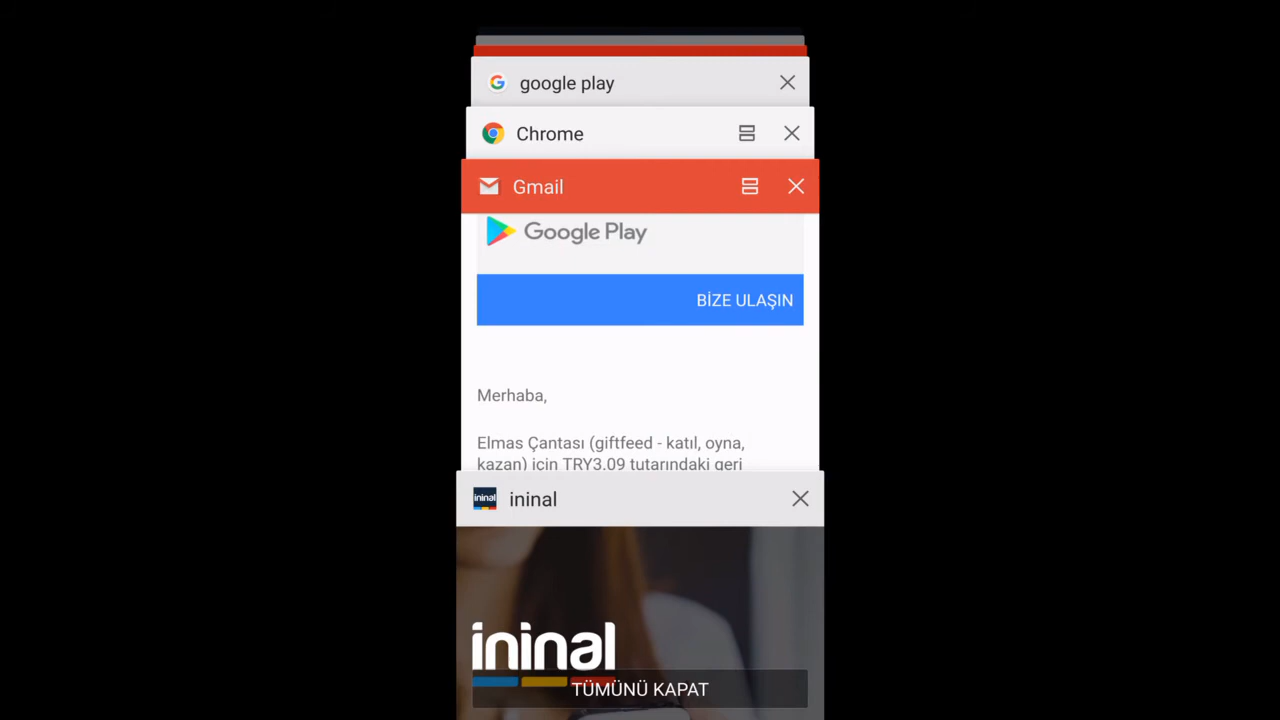 google play
Chrome
Gmail
Google Play
BİZE ULAŞIN
Merhaba,
Elmas Çantası (giftfeed - katıl, oyna,
kazan) için TRY3.09 tutarındaki geri
ininal
ininal
ininal
TÜMÜNÜ KAPAT